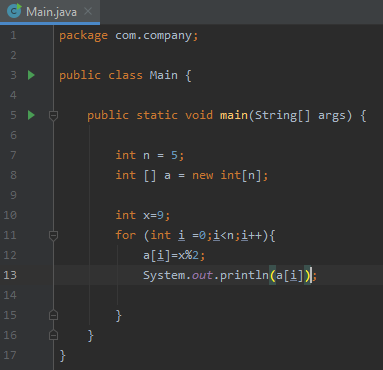 Main.java
1 package com.company;
2
3 public class Main {
4
5 public static void main(String[] args) {
6
7 int n = 5;
8 int [] a = new int[n];
9
10 int x=9;
11 for (int i =0;i<n;i++){
12 a[i]=x%2;
13 System.out.println(a[i]);
14
15 }
16 }
17 }